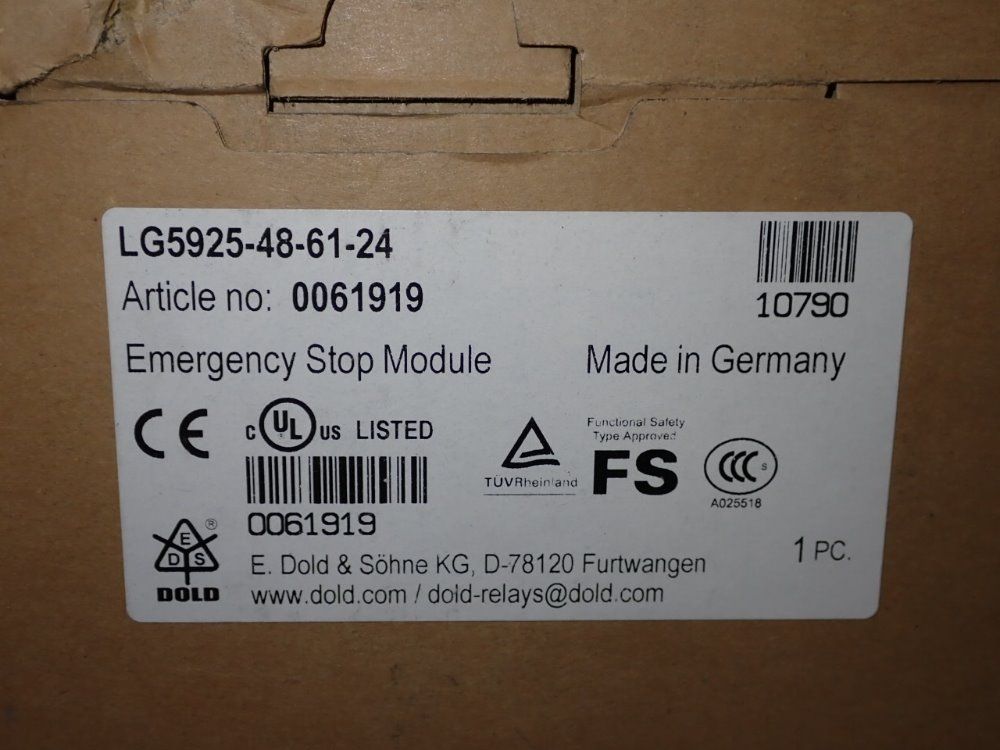 LG5925-48-61-24
Article no: 0061919
10790
Emergency Stop Module
Made in Germany
CE
C UL US LISTED
TÜVRheinland
Functional Safety
Type Approved
FS
CCC S
A025518
0061919
E D S ®
DOLD
E. Dold & Söhne KG, D-78120 Furtwangen
www.dold.com / dold-relays@dold.com
1 PC.